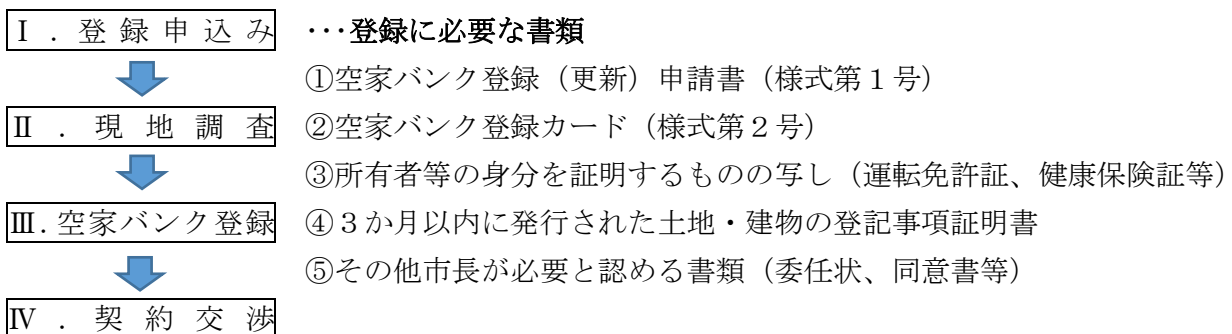 Ⅰ．登録申込み ･･･登録に必要な書類
①空家バンク登録（更新）申請書（様式第１号）
Ⅱ．現地調査 ②空家バンク登録カード（様式第２号）
③所有者等の身分を証明するものの写し（運転免許証、健康保険証等）
Ⅲ．空家バンク登録 ④３か月以内に発行された土地・建物の登記事項証明書
⑤その他市長が必要と認める書類（委任状、同意書等）
Ⅳ．契約交渉